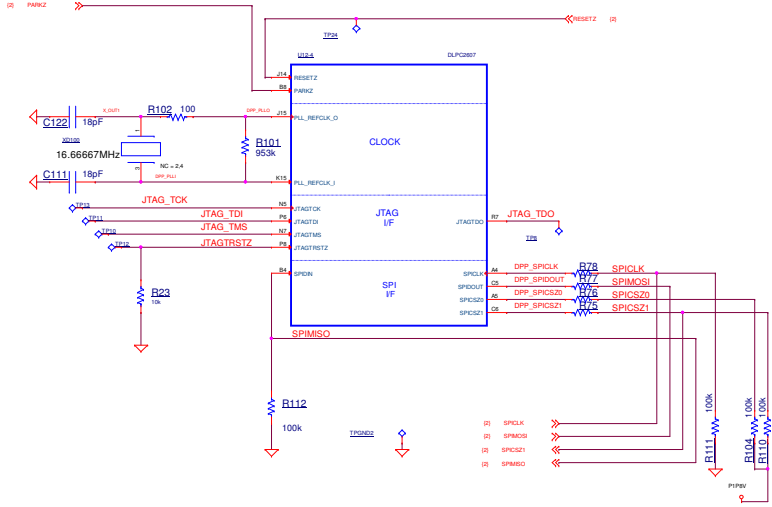 {2} PARKZ
RESETZ {2}
TP24
U12-4 DLPC2607
J14 RESETZ
B8 PARKZ
X_OUT1 R102 100 DPP_PLLO J15 PLL_REFCLK_O
C122 18pF
XD100 R101 CLOCK
953k
16.66667MHz
1
3 NC = 2,4
DPP_PLLI
C111 18pF K15 PLL_REFCLK_I
JTAG_TCK
TP13 N5 JTAGTCK
JTAG_TDI JTAG JTAG_TDO
TP11 P6 JTAGTDI I/F JTAGTDO R7
JTAG_TMS
TP10 N7 JTAGTMS
JTAGTRSTZ TP8
TP12 P8 JTAGTRSTZ
B4 SPIDIN SPICLK A4 DPP_SPICLK R78 SPICLK
SPI SPIDOUT C5 DPP_SPIDOUT R77 SPIMOSI
I/F SPICSZ0 A5 DPP_SPICSZ0 R76 SPICSZ0
SPICSZ1 C6 DPP_SPICSZ1 R75 SPICSZ1
R23
10k
SPIMISO
R112
100k
TPGND2
{2} SPICLK
{2} SPIMOSI
{2} SPICSZ1
{2} SPIMISO
R111 100k
R104 100k
R110 100k
P1P8V